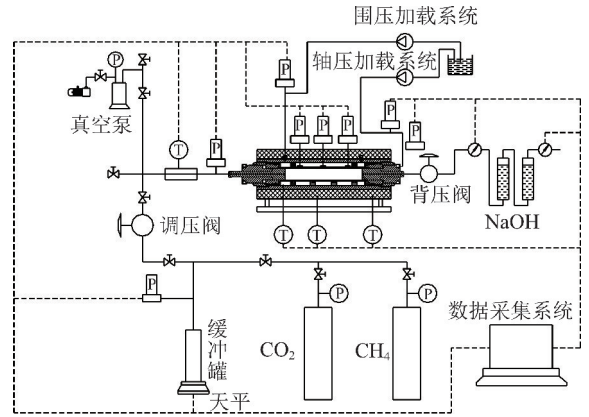 围压加载系统
轴压加载系统
P
P
P
P
真空泵
T
P
P P P
P
背压阀
NaOH
调压阀
T T T
P
P
P
数据采集系统
缓冲罐
CO₂
CH₄
天平